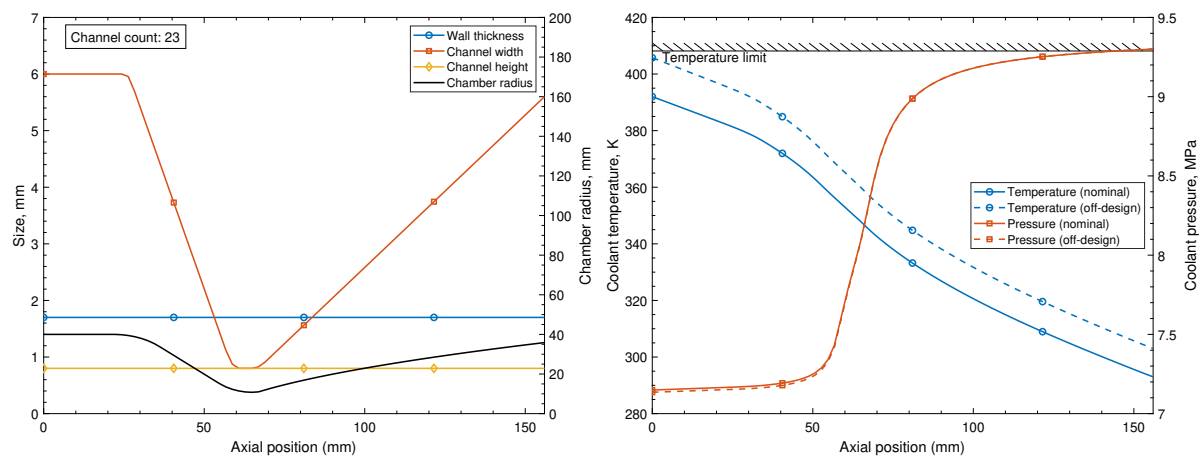 Channel count: 23
Wall thickness
Channel width
Channel height
Chamber radius
Size, mm
0
1
2
3
4
5
6
7
Chamber radius, mm
0
20
40
60
80
100
120
140
160
180
200
0
50
100
150
Axial position (mm)
Temperature limit
Temperature (nominal)
Temperature (off-design)
Pressure (nominal)
Pressure (off-design)
Coolant temperature, K
280
300
320
340
360
380
400
420
Coolant pressure, MPa
7
7.5
8
8.5
9
9.5
0
50
100
150
Axial position (mm)